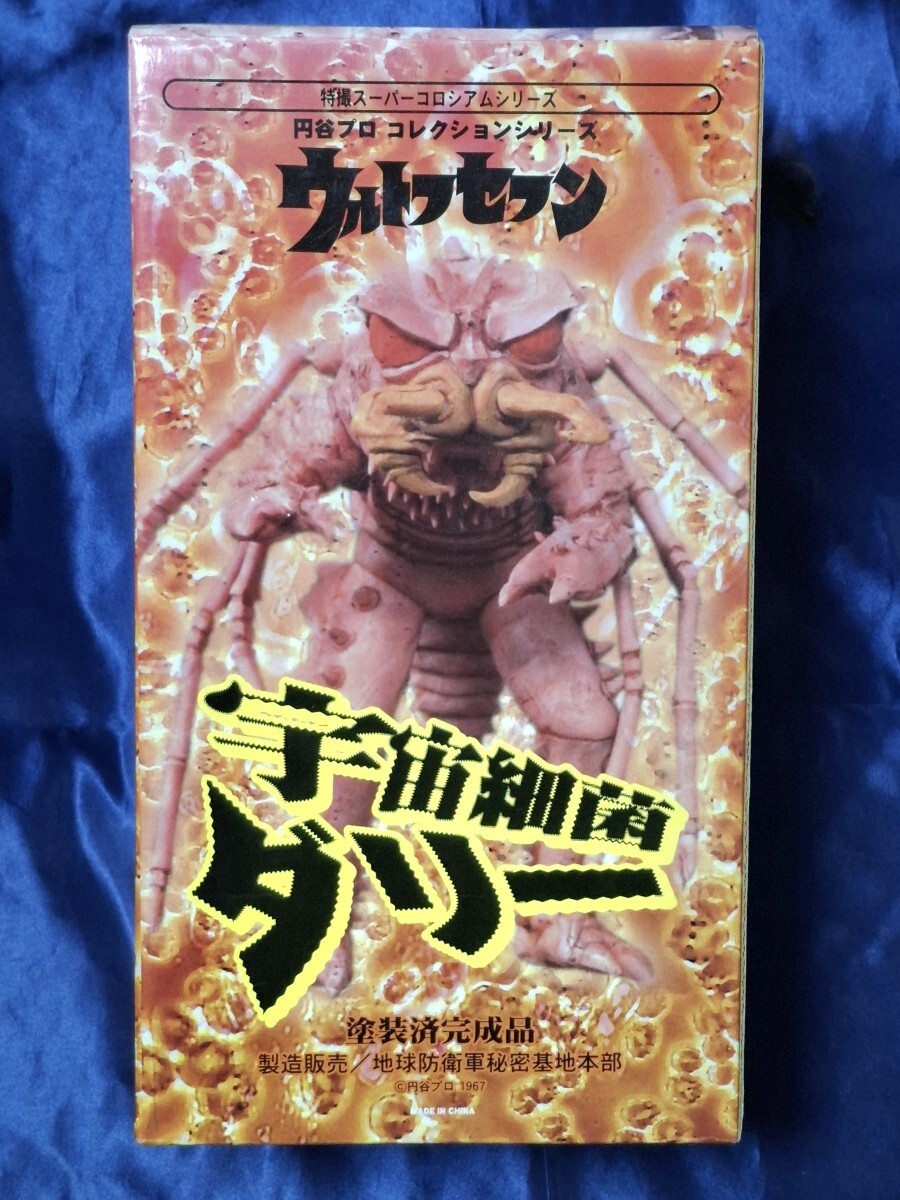 特撮スーパーコロシアムシリーズ
円谷プロ コレクションシリーズ
ウルトラセブン
宇宙細菌
ダリー
塗装済完成品
製造販売／地球防衛軍秘密基地本部
©円谷プロ 1967
MADE IN CHINA